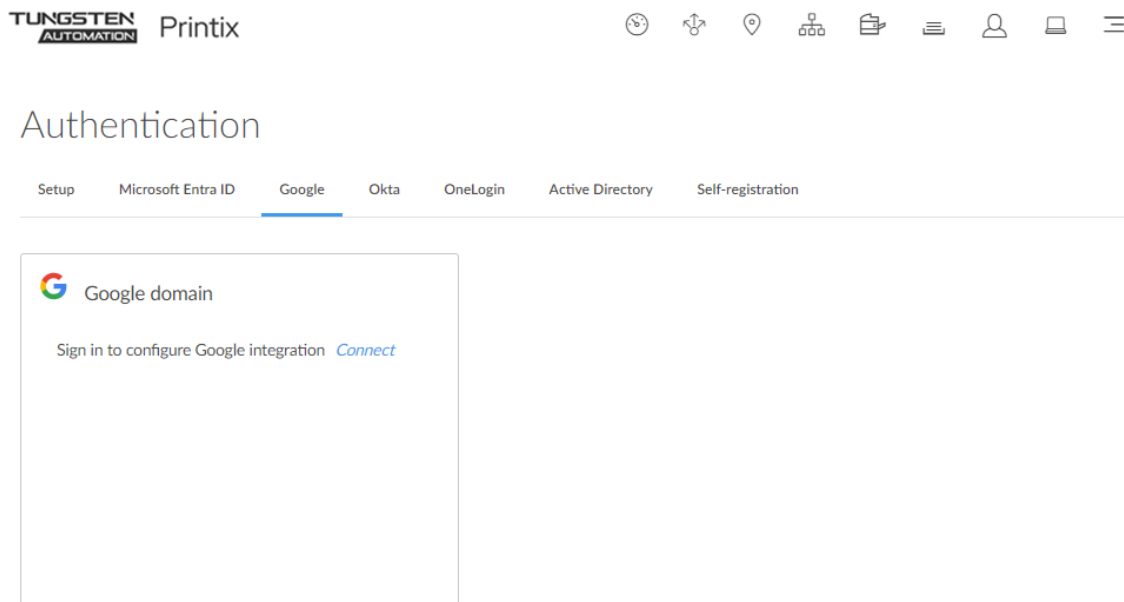 TUNGSTEN
AUTOMATION
Printix
Authentication
Setup Microsoft Entra ID Google Okta OneLogin Active Directory Self-registration
Google domain
Sign in to configure Google integration Connect